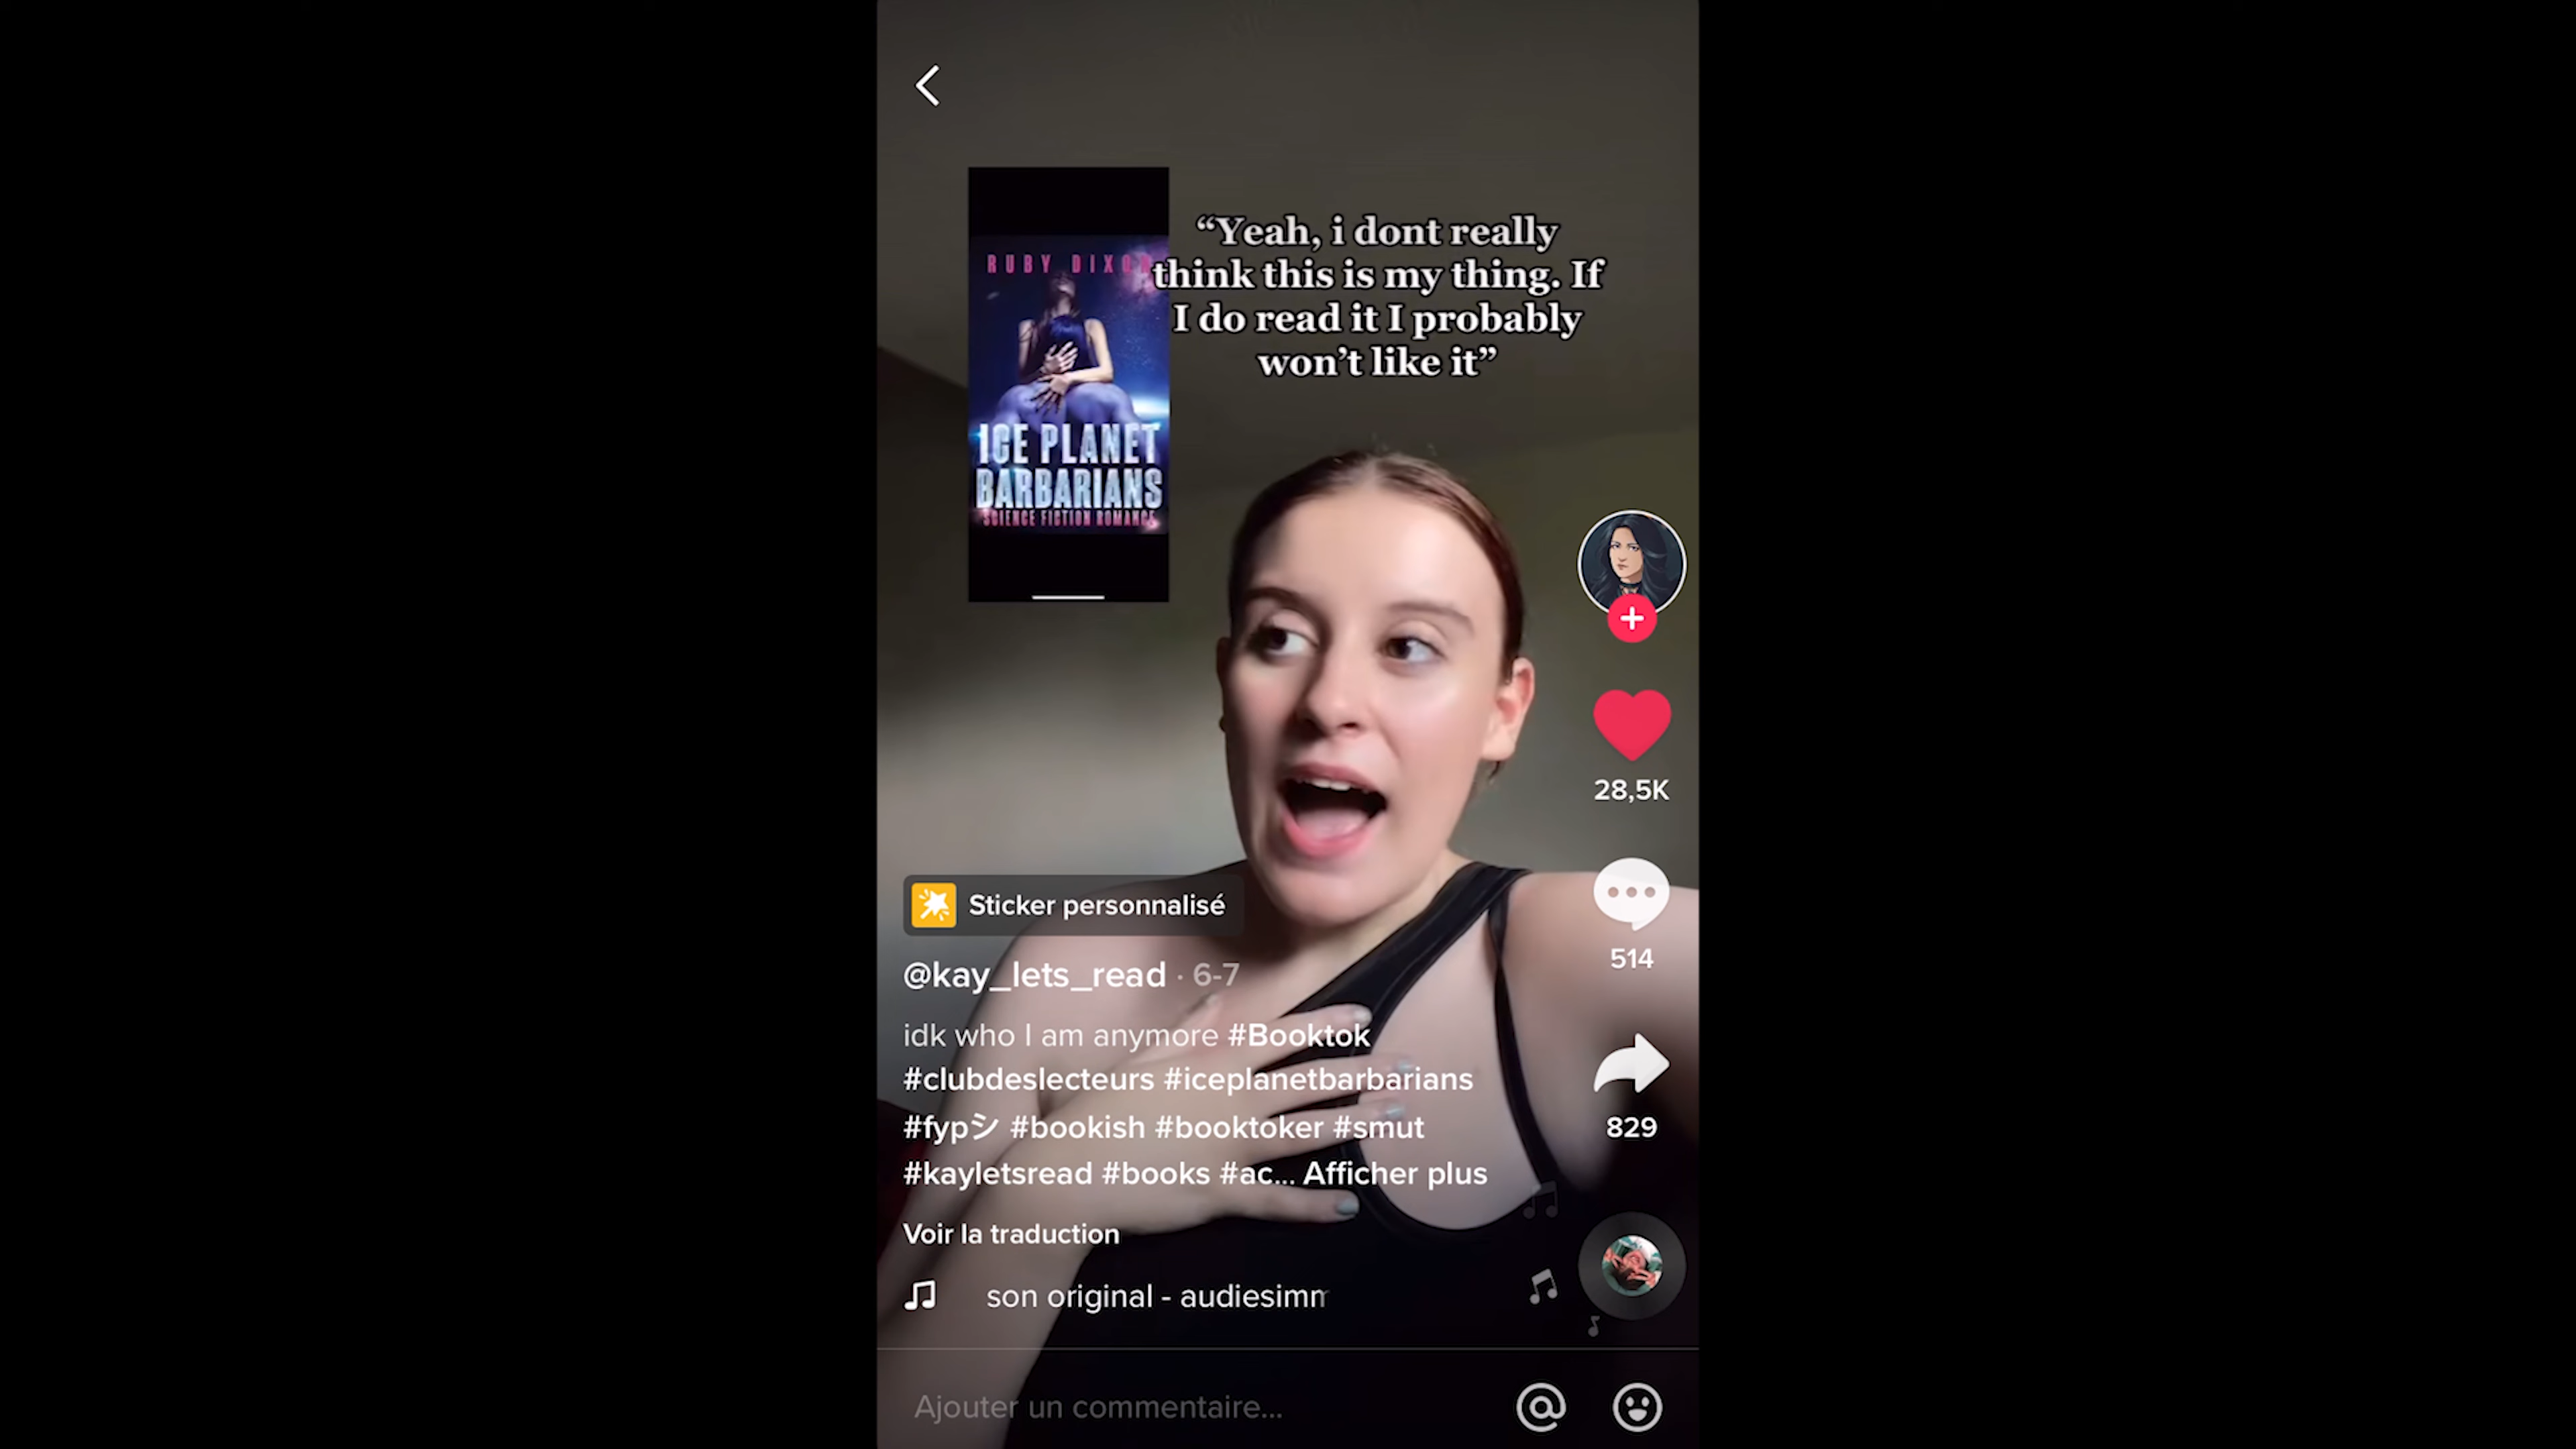 RUBY DIXON
ICE PLANET
BARBARIANS
SCIENCE FICTION ROMANCE
“Yeah, i dont really
think this is my thing. If
I do read it I probably
won’t like it”
28,5K
514
829
Sticker personnalisé
@kay_lets_read · 6-7
idk who I am anymore #Booktok
#clubdeslecteurs #iceplanetbarbarians
#fypシ #bookish #booktoker #smut
#kayletsread #books #ac... Afficher plus
Voir la traduction
son original - audiesimm
Ajouter un commentaire...